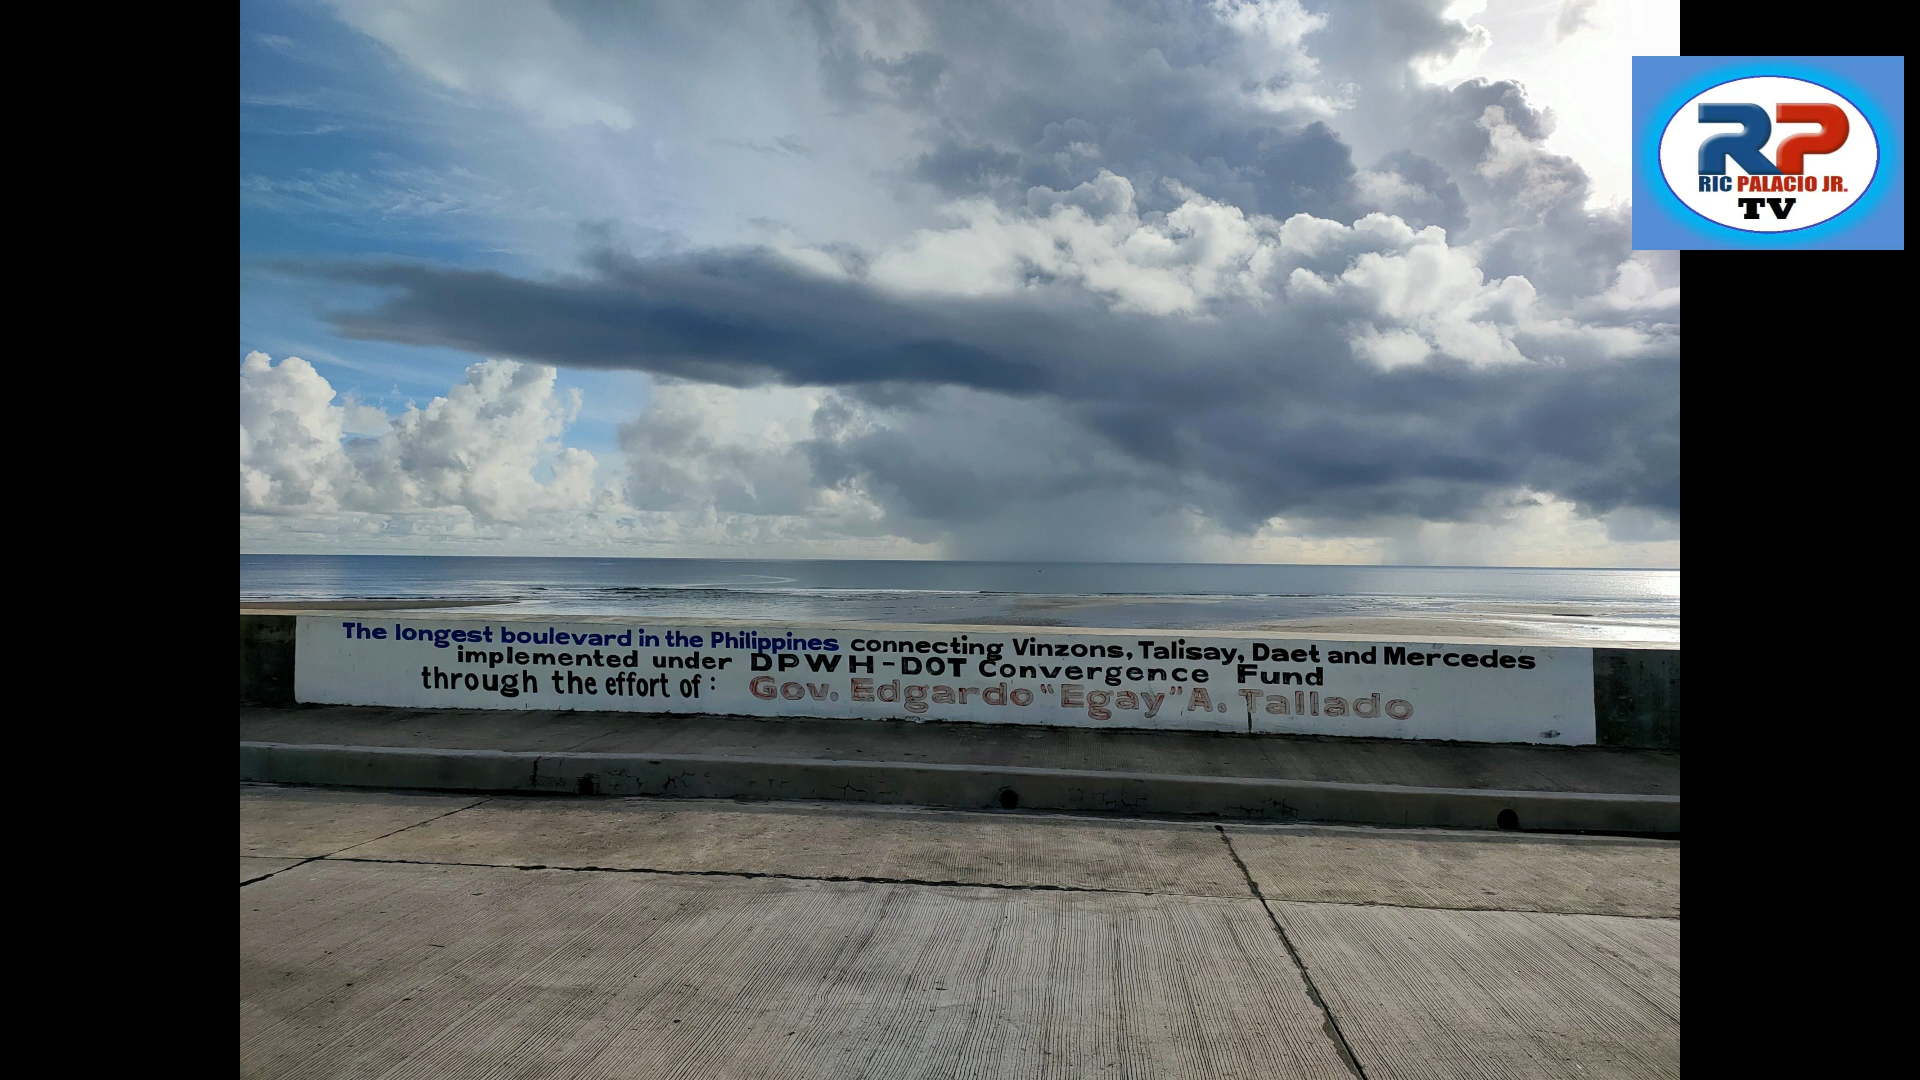 The longest boulevard in the Philippines connecting Vinzons, Talisay, Daet and Mercedes
implemented under DPWH-DOT Convergence Fund
through the effort of : Gov. Edgardo "Egay" A. Tallado
RP
RIC PALACIO JR.
TV